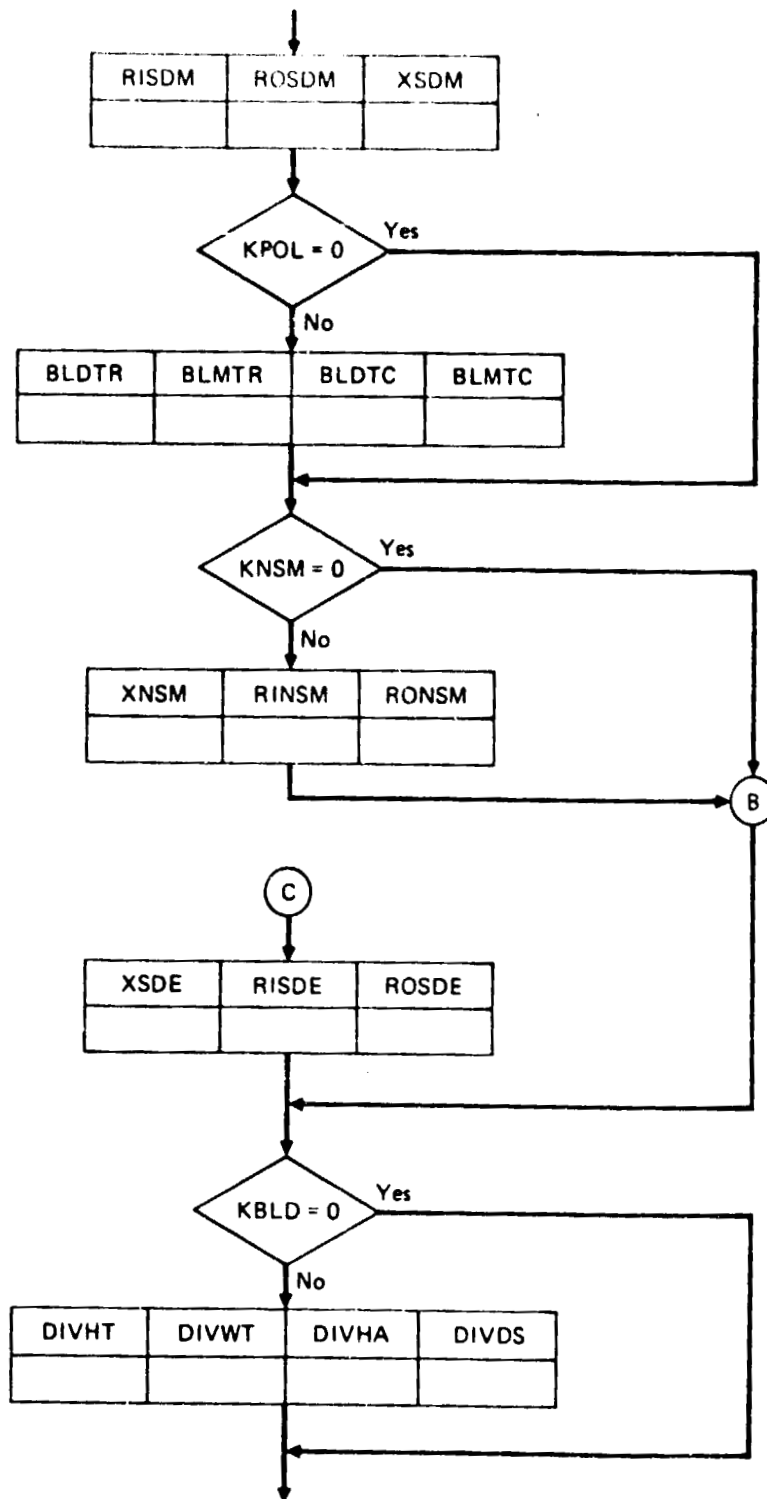 RISDM ROSDM XSDM
Yes
KPOL = 0
No
BLDTR BLMTR BLDTC BLMTC
Yes
KNSM = 0
No
XNSM RINSM RONSM
B
C
XSDE RISDE ROSDE
Yes
KBLD = 0
No
DIVHT DIVWT DIVHA DIVDS